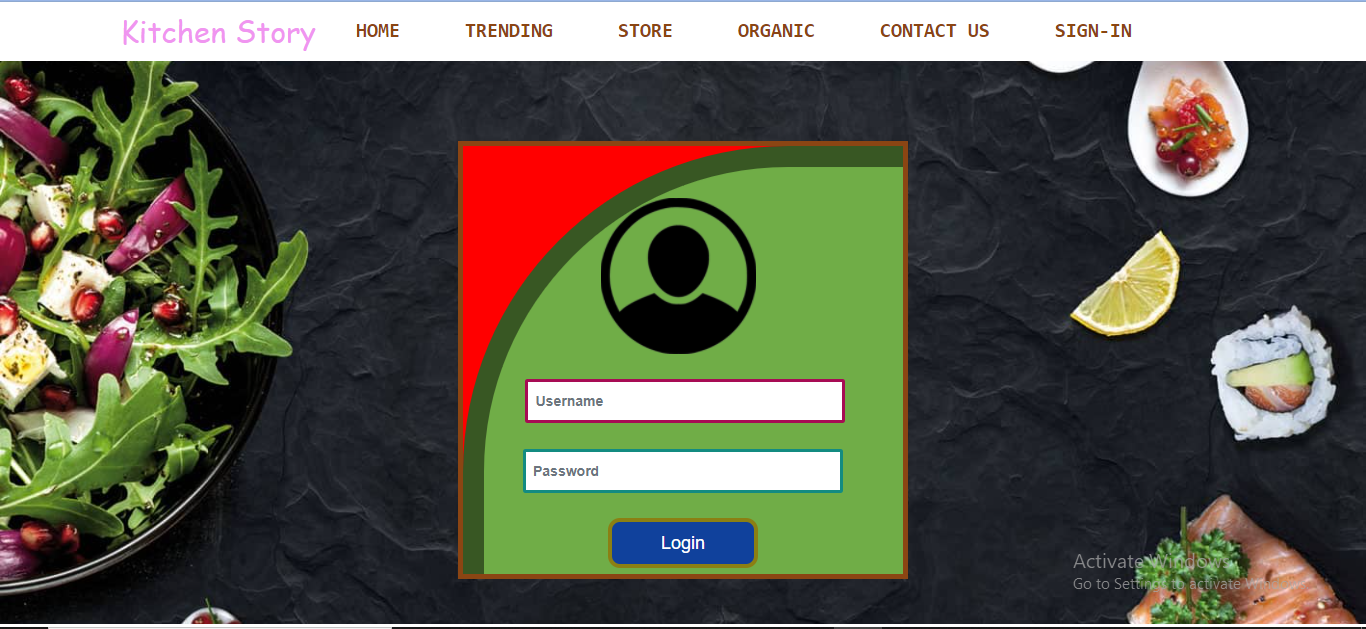 Kitchen Story HOME TRENDING STORE ORGANIC CONTACT US SIGN-IN
Username
Password
Login
Activate Windows
Go to Settings to activate Windows.